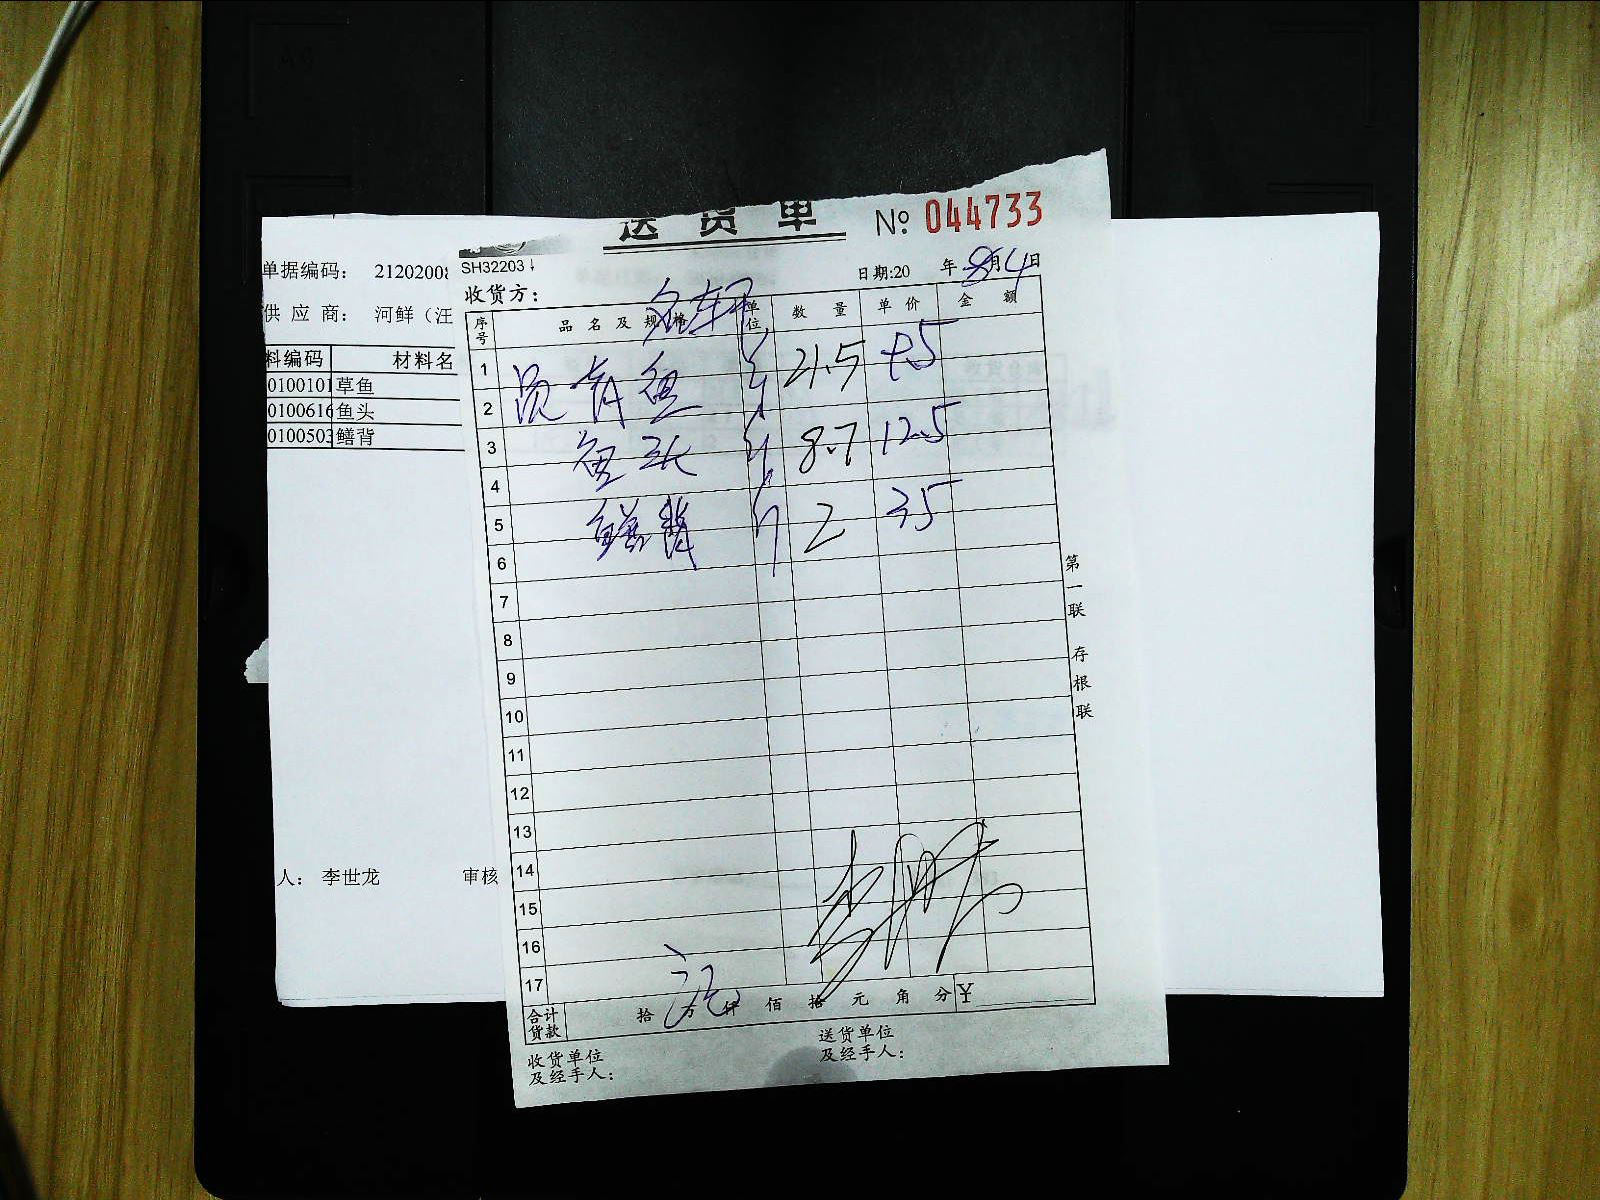 送货单 № 044733
SH32203
日期:20 年 8月4日
收货方：
单据编码： 2120200
供应商： 河鲜（汪
序号 品名及规格 单位 数量 单价 金额
料编码 材料名
0100101 草鱼
0100616 鱼头
0100503 鳝背
1 青鱼 21.5
2
3 鱼 8.7 12.5
4
5 鳝背 2 35
6
7
8
9
10
11
12
13
14
15
16
17
第一联 存根联
人： 李世龙 审核
合计货款 拾 万 仟 佰 拾 元 角 分 ¥
收货单位及经手人：
送货单位及经手人：